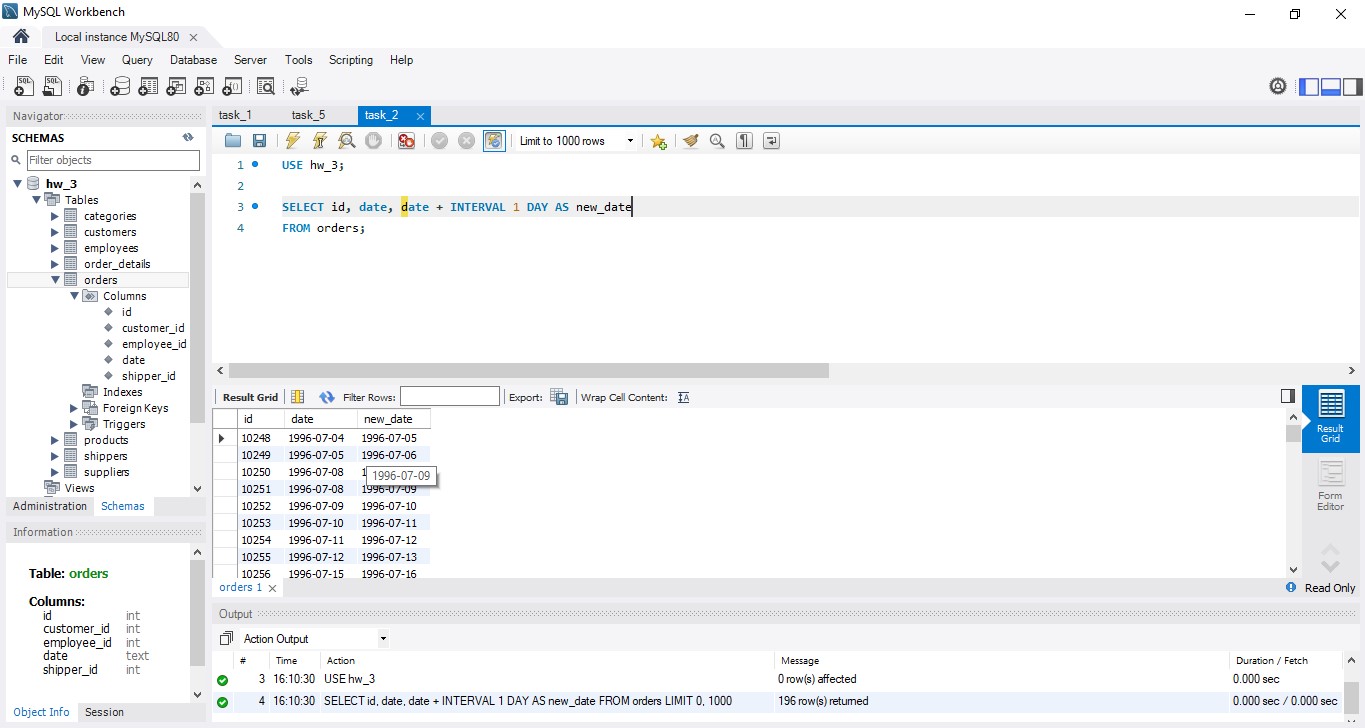 MySQL Workbench
Local instance MySQL80
File Edit View Query Database Server Tools Scripting Help
Navigator
SCHEMAS
Filter objects
hw_3
Tables
categories
customers
employees
order_details
orders
Columns
id
customer_id
employee_id
date
shipper_id
Indexes
Foreign Keys
Triggers
products
shippers
suppliers
Views
Administration Schemas
Information
Table: orders
Columns:
id int
customer_id int
employee_id int
date text
shipper_id int
Object Info Session
task_1 task_5 task_2
Limit to 1000 rows
1 USE hw_3;
2
3 SELECT id, date, date + INTERVAL 1 DAY AS new_date
4 FROM orders;
Result Grid Filter Rows: Export: Wrap Cell Content:
id date new_date
10248 1996-07-04 1996-07-05
10249 1996-07-05 1996-07-06
10250 1996-07-08
1996-07-09
10251 1996-07-08 1996-07-09
10252 1996-07-09 1996-07-10
10253 1996-07-10 1996-07-11
10254 1996-07-11 1996-07-12
10255 1996-07-12 1996-07-13
10256 1996-07-15 1996-07-16
Result
Grid
Form
Editor
orders 1
Read Only
Output
Action Output
# Time Action Message Duration / Fetch
3 16:10:30 USE hw_3 0 row(s) affected 0.000 sec
4 16:10:30 SELECT id, date, date + INTERVAL 1 DAY AS new_date FROM orders LIMIT 0, 1000 196 row(s) returned 0.000 sec / 0.000 sec